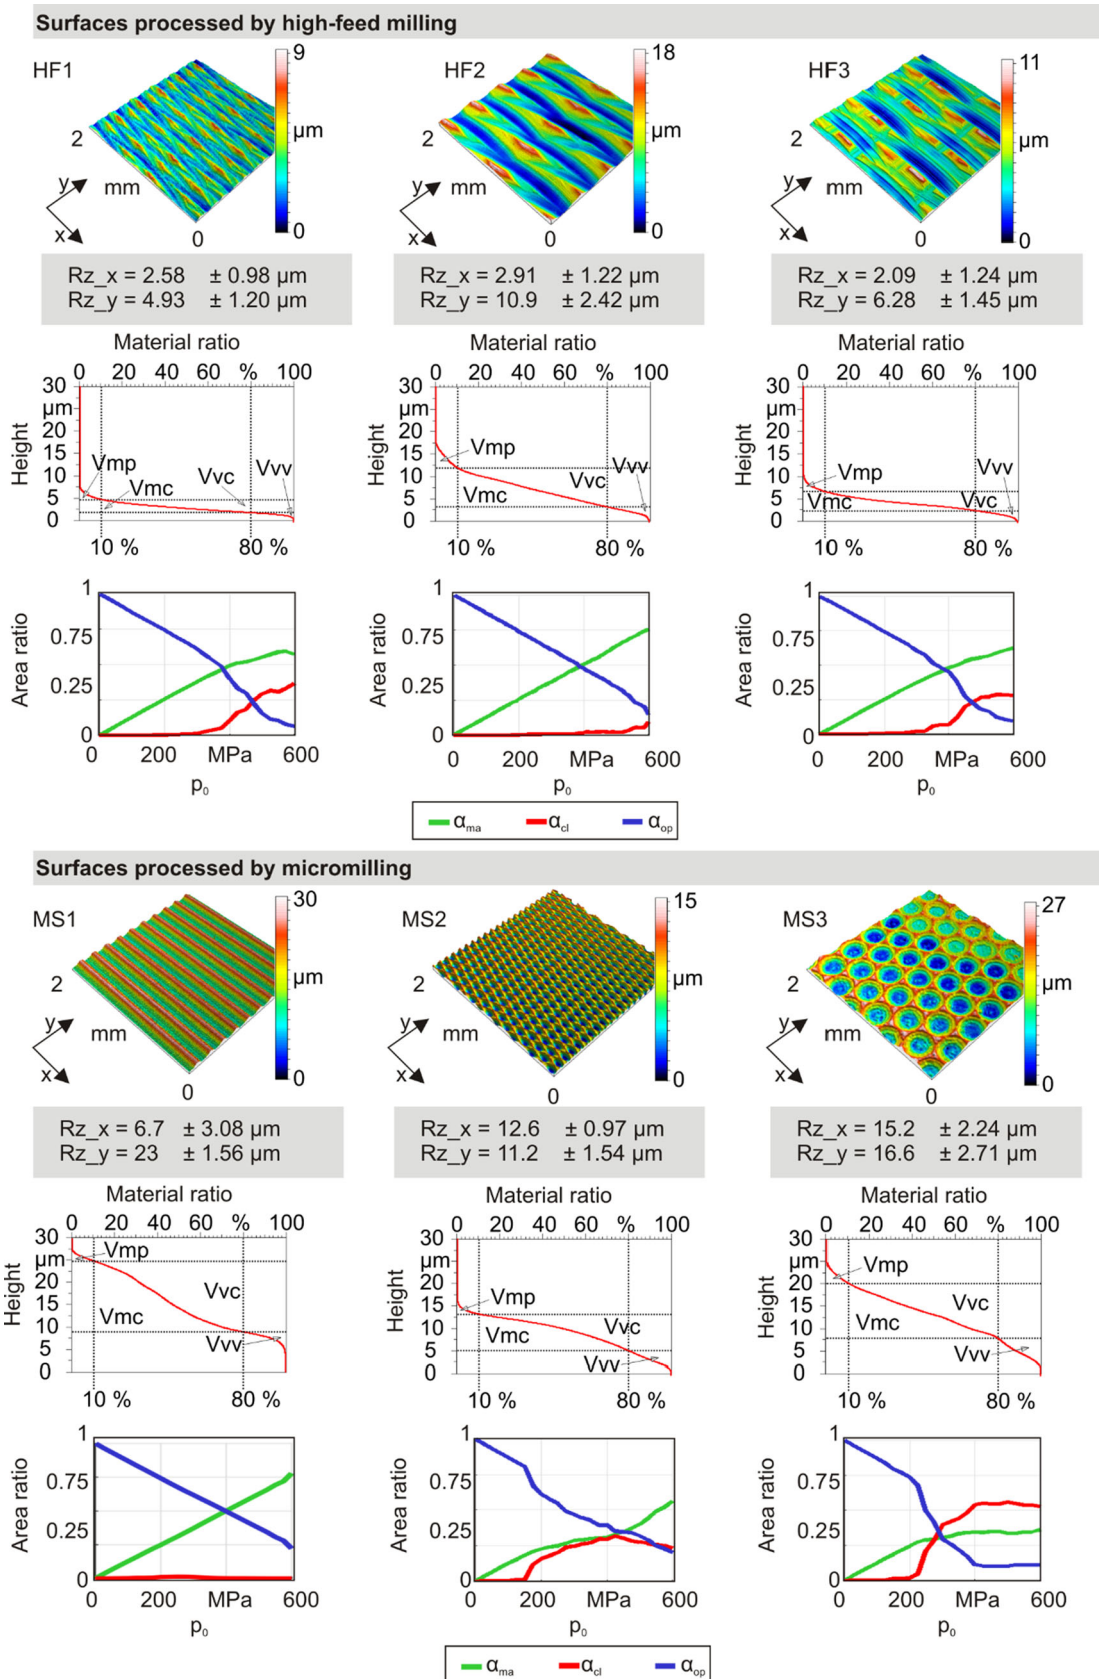 Surfaces processed by high-feed milling
HF1
9
µm
0
2
mm
y
x
0
HF2
18
µm
0
2
mm
y
x
0
HF3
11
µm
0
2
mm
y
x
0
Rz_x = 2.58 ± 0.98 µm
Rz_y = 4.93 ± 1.20 µm
Rz_x = 2.91 ± 1.22 µm
Rz_y = 10.9 ± 2.42 µm
Rz_x = 2.09 ± 1.24 µm
Rz_y = 6.28 ± 1.45 µm
Material ratio
0 20 40 60 % 100
Height
30
µm
20
15
10
5
0
Vmp
Vmc
Vvc
Vvv
10 % 80 %
Material ratio
0 20 40 60 % 100
Height
30
µm
20
15
10
5
0
Vmp
Vmc
Vvc
Vvv
10 % 80 %
Material ratio
0 20 40 60 % 100
Height
30
µm
20
15
10
5
0
Vmp
Vmc
Vvc
Vvv
10 % 80 %
Area ratio
1
0.75
0.25
0
0 200 MPa 600
p₀
Area ratio
1
0.75
0.25
0
0 200 MPa 600
p₀
Area ratio
1
0.75
0.25
0
0 200 MPa 600
p₀
α_ma α_cl α_op
Surfaces processed by micromilling
MS1
30
µm
0
2
mm
y
x
0
MS2
15
µm
0
2
mm
y
x
0
MS3
27
µm
0
2
mm
y
x
0
Rz_x = 6.7 ± 3.08 µm
Rz_y = 23 ± 1.56 µm
Rz_x = 12.6 ± 0.97 µm
Rz_y = 11.2 ± 1.54 µm
Rz_x = 15.2 ± 2.24 µm
Rz_y = 16.6 ± 2.71 µm
Material ratio
0 20 40 60 % 100
Height
30
µm
20
15
10
5
0
Vmp
Vvc
Vmc
Vvv
10 % 80 %
Material ratio
0 20 40 60 % 100
Height
30
µm
20
15
10
5
0
Vmp
Vmc
Vvc
Vvv
10 % 80 %
Material ratio
0 20 40 60 % 100
Height
30
µm
20
15
10
5
0
Vmp
Vvc
Vmc
Vvv
10 % 80 %
Area ratio
1
0.75
0.25
0
0 200 MPa 600
p₀
Area ratio
1
0.75
0.25
0
0 200 MPa 600
p₀
Area ratio
1
0.75
0.25
0
0 200 MPa 600
p₀
α_ma α_cl α_op